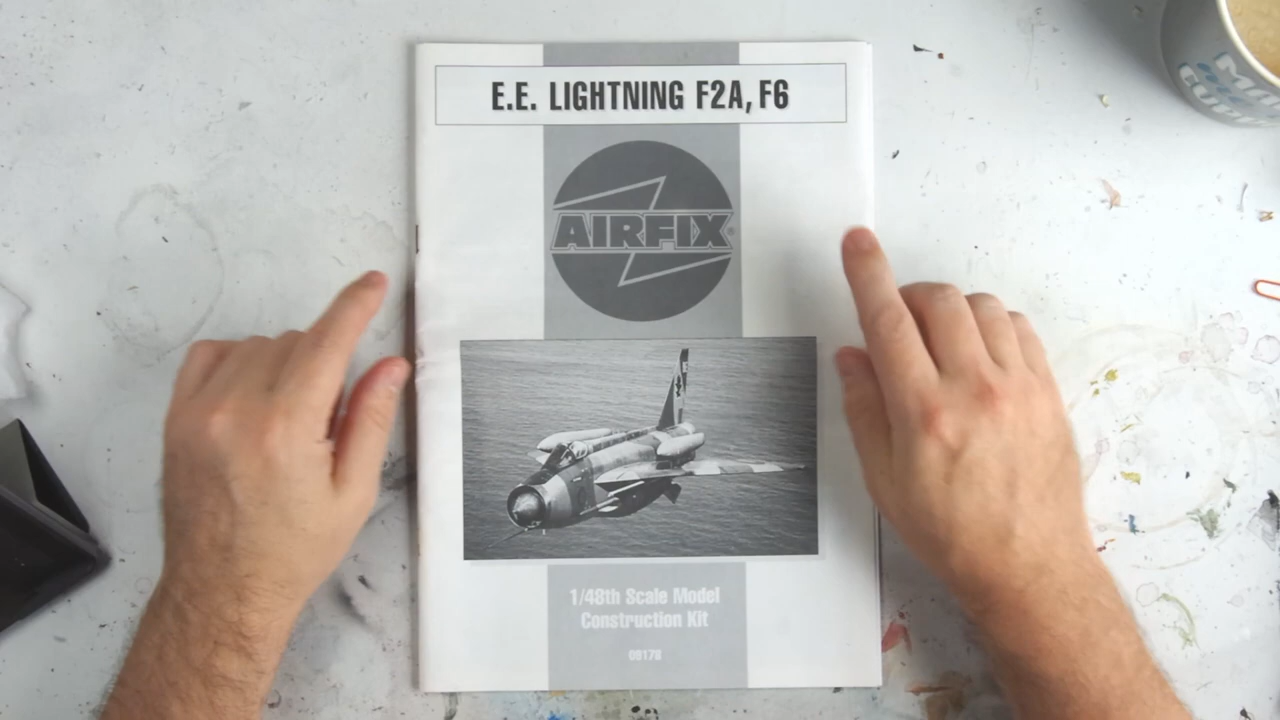 E.E. LIGHTNING F2A, F6
AIRFIX®
1/48th Scale Model
Construction Kit
09178